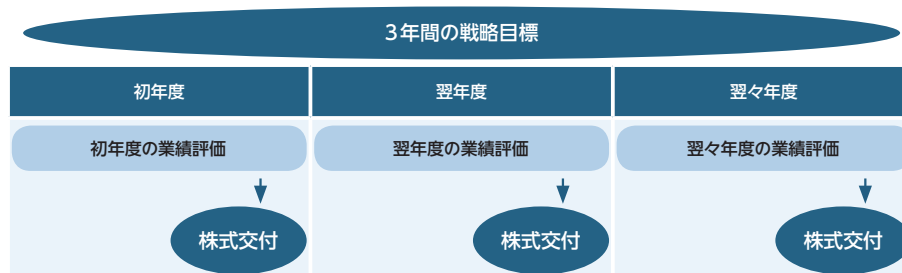 3年間の戦略目標
初年度 翌年度 翌々年度
初年度の業績評価 翌年度の業績評価 翌々年度の業績評価
株式交付 株式交付 株式交付